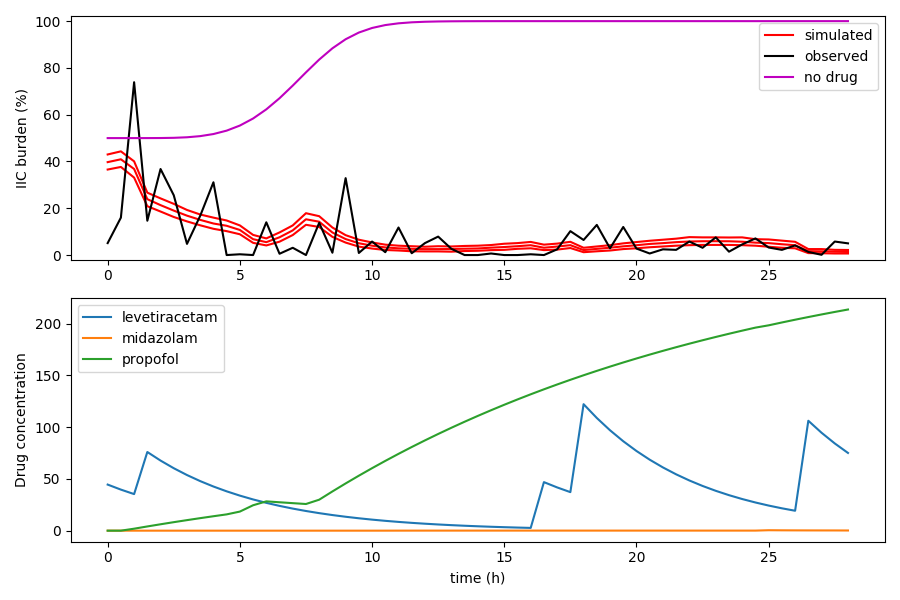 100
80
60
40
20
0
IIC burden (%)
simulated
observed
no drug
0 5 10 15 20 25
200
150
100
50
0
Drug concentration
levetiracetam
midazolam
propofol
0 5 10 15 20 25
time (h)